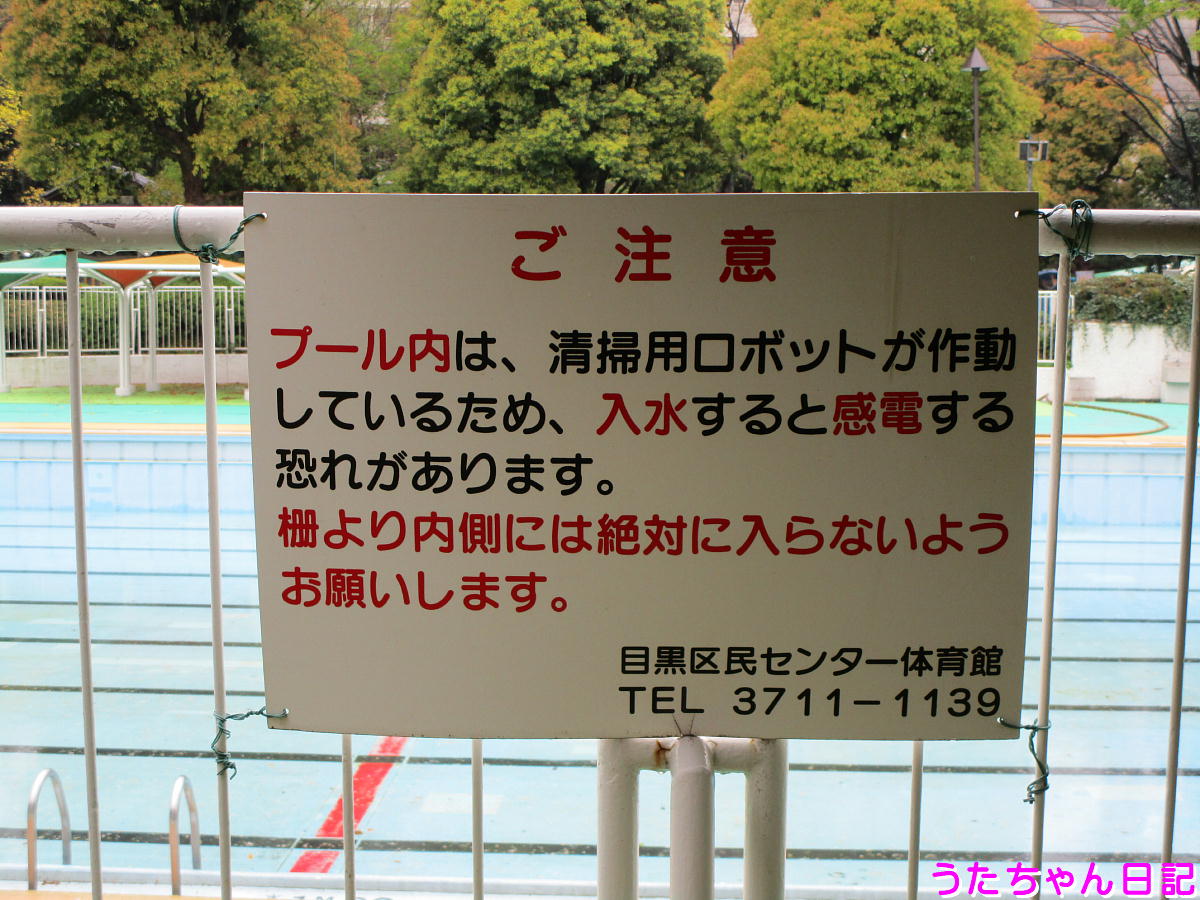 ご注意
プール内は、清掃用ロボットが作動
しているため、入水すると感電する
恐れがあります。
柵より内側には絶対に入らないよう
お願いします。
目黒区民センター体育館
TEL 3711-1139
うたちゃん日記